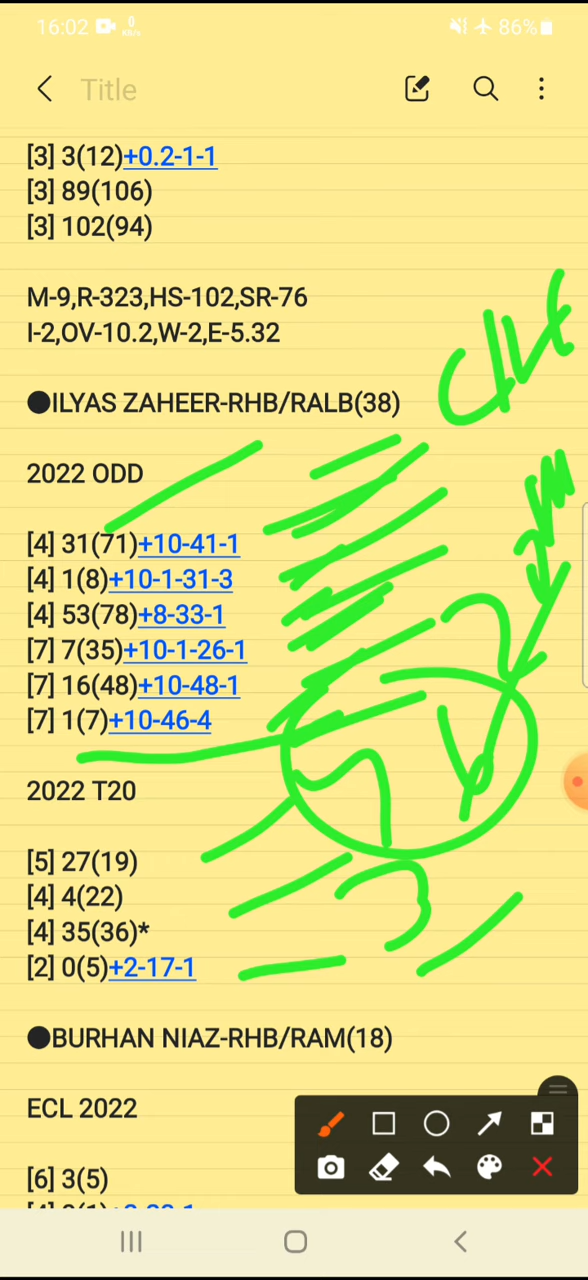 16:02 0 KB/s 86%
Title
[3] 3(12)+0.2-1-1
[3] 89(106)
[3] 102(94)
M-9,R-323,HS-102,SR-76
I-2,OV-10.2,W-2,E-5.32
●ILYAS ZAHEER-RHB/RALB(38)
2022 ODD
[4] 31(71)+10-41-1
[4] 1(8)+10-1-31-3
[4] 53(78)+8-33-1
[7] 7(35)+10-1-26-1
[7] 16(48)+10-48-1
[7] 1(7)+10-46-4
2022 T20
[5] 27(19)
[4] 4(22)
[4] 35(36)*
[2] 0(5)+2-17-1
●BURHAN NIAZ-RHB/RAM(18)
ECL 2022
[6] 3(5)